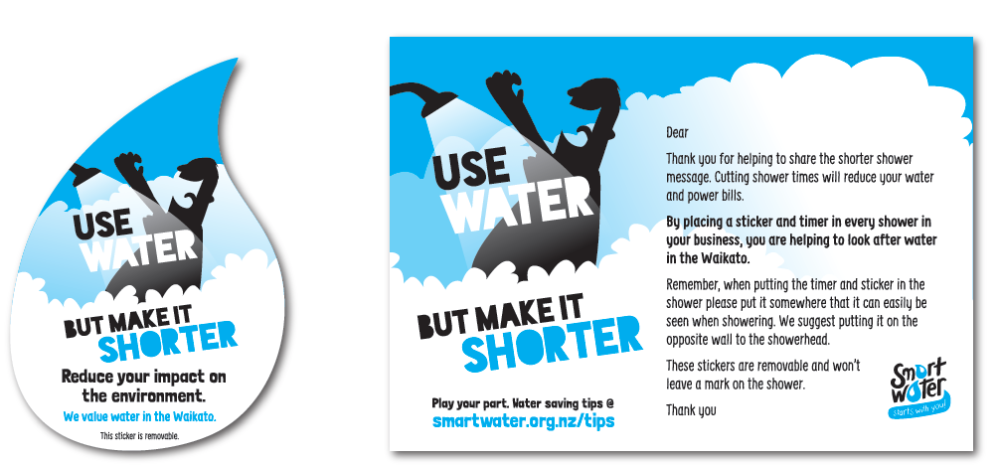 USE
WATER
BUT MAKE IT
SHORTER
Reduce your impact on
the environment.
We value water in the Waikato.
This sticker is removable.
USE
WATER
BUT MAKE IT
SHORTER
Play your part. Water saving tips @
smartwater.org.nz/tips
Dear
Thank you for helping to share the shorter shower
message. Cutting shower times will reduce your water
and power bills.
By placing a sticker and timer in every shower in
your business, you are helping to look after water
in the Waikato.
Remember, when putting the timer and sticker in the
shower please put it somewhere that it can easily be
seen when showering. We suggest putting it on the
opposite wall to the showerhead.
These stickers are removable and won't
leave a mark on the shower.
Thank you
Smart
water
starts with you!